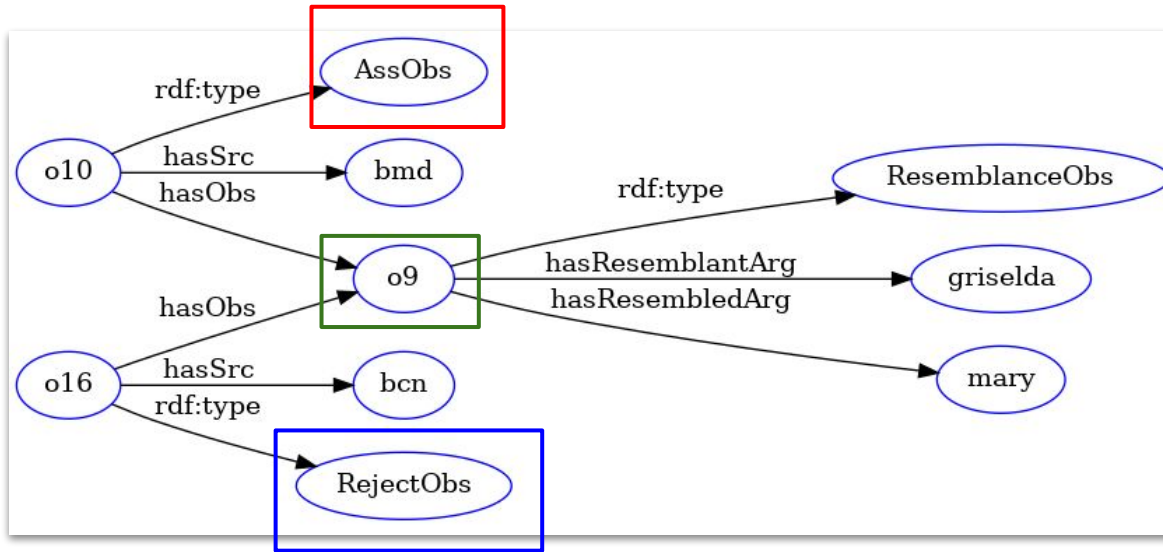 AssObs
rdf:type
o10
hasSrc
bmd
hasObs
rdf:type
ResemblanceObs
o9
hasResemblantArg
griselda
hasResembledArg
hasObs
mary
o16
hasSrc
bcn
rdf:type
RejectObs